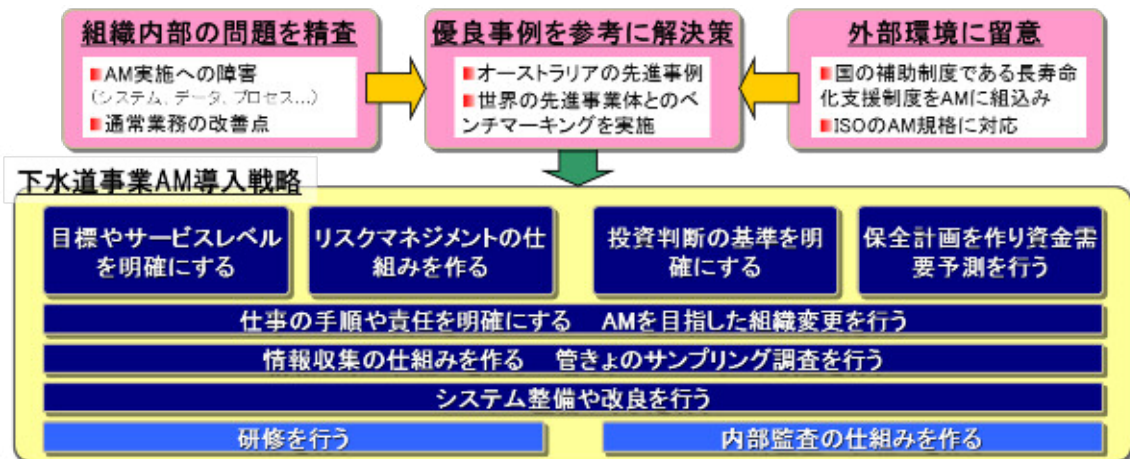 組織内部の問題を精査
■AM実施への障害
(システム、データ、プロセス...)
■通常業務の改善点
優良事例を参考に解決策
■オーストラリアの先進事例
■世界の先進事業体とのベ
ンチマーキングを実施
外部環境に留意
■国の補助制度である長寿命
化支援制度をAMに組込み
■ISOのAM規格に対応
下水道事業AM導入戦略
目標やサービスレベル
を明確にする
リスクマネジメントの仕
組みを作る
投資判断の基準を明
確にする
保全計画を作り資金需
要予測を行う
仕事の手順や責任を明確にする　AMを目指した組織変更を行う
情報収集の仕組みを作る　管きょのサンプリング調査を行う
システム整備や改良を行う
研修を行う
内部監査の仕組みを作る